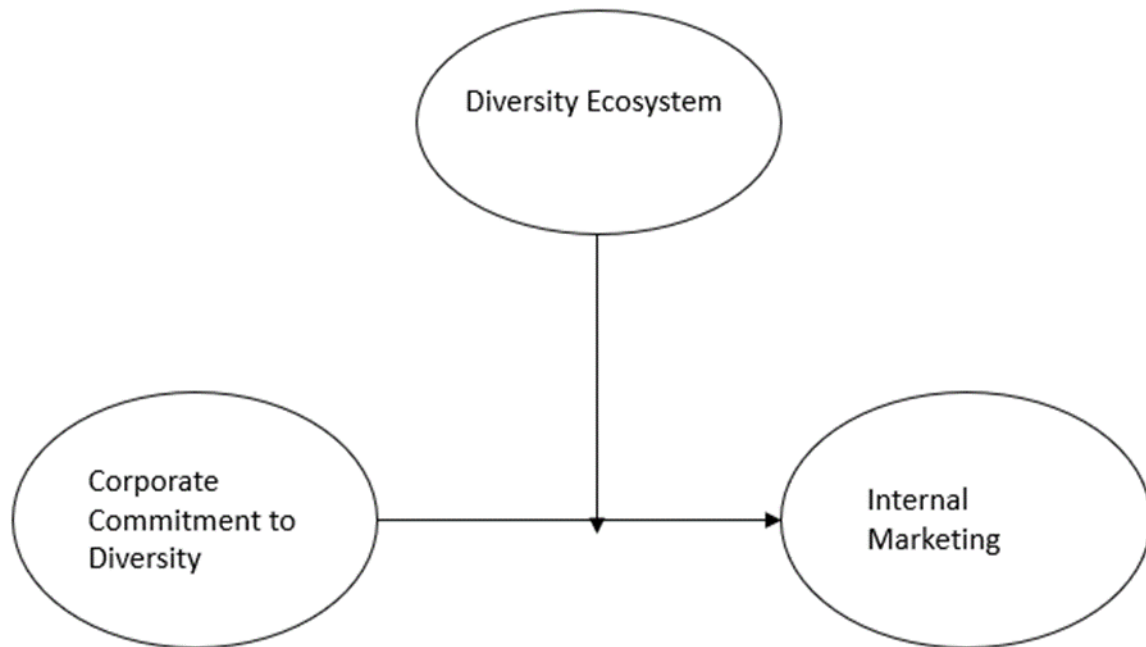 Diversity Ecosystem
Corporate
Commitment to
Diversity
Internal
Marketing